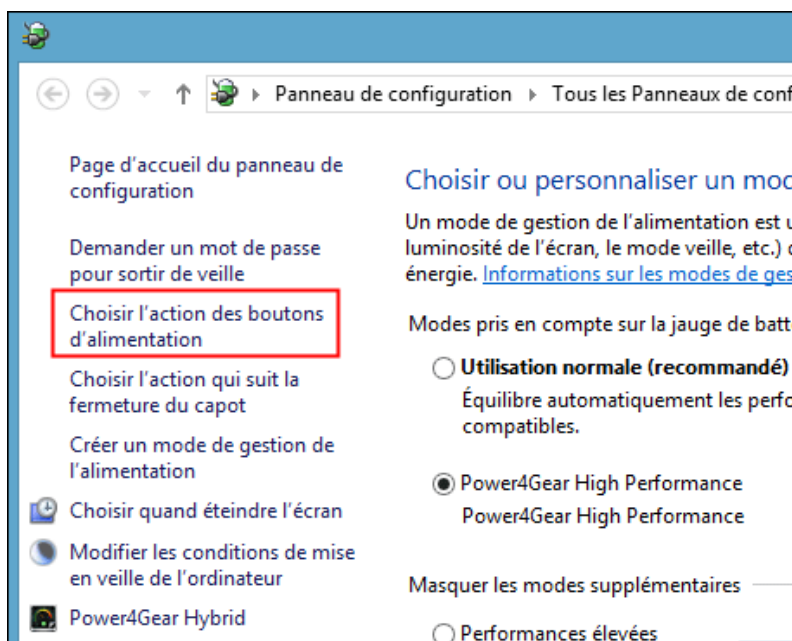 Panneau de configuration Tous les Panneaux de conf
Page d'accueil du panneau de
configuration
Demander un mot de passe
pour sortir de veille
Choisir l'action des boutons
d'alimentation
Choisir l'action qui suit la
fermeture du capot
Créer un mode de gestion de
l'alimentation
Choisir quand éteindre l'écran
Modifier les conditions de mise
en veille de l'ordinateur
Power4Gear Hybrid
Choisir ou personnaliser un mod
Un mode de gestion de l'alimentation est u
luminosité de l'écran, le mode veille, etc.) d
énergie. Informations sur les modes de ges
Modes pris en compte sur la jauge de batt
Utilisation normale (recommandé)
Équilibre automatiquement les perfo
compatibles.
Power4Gear High Performance
Power4Gear High Performance
Masquer les modes supplémentaires
Performances élevées